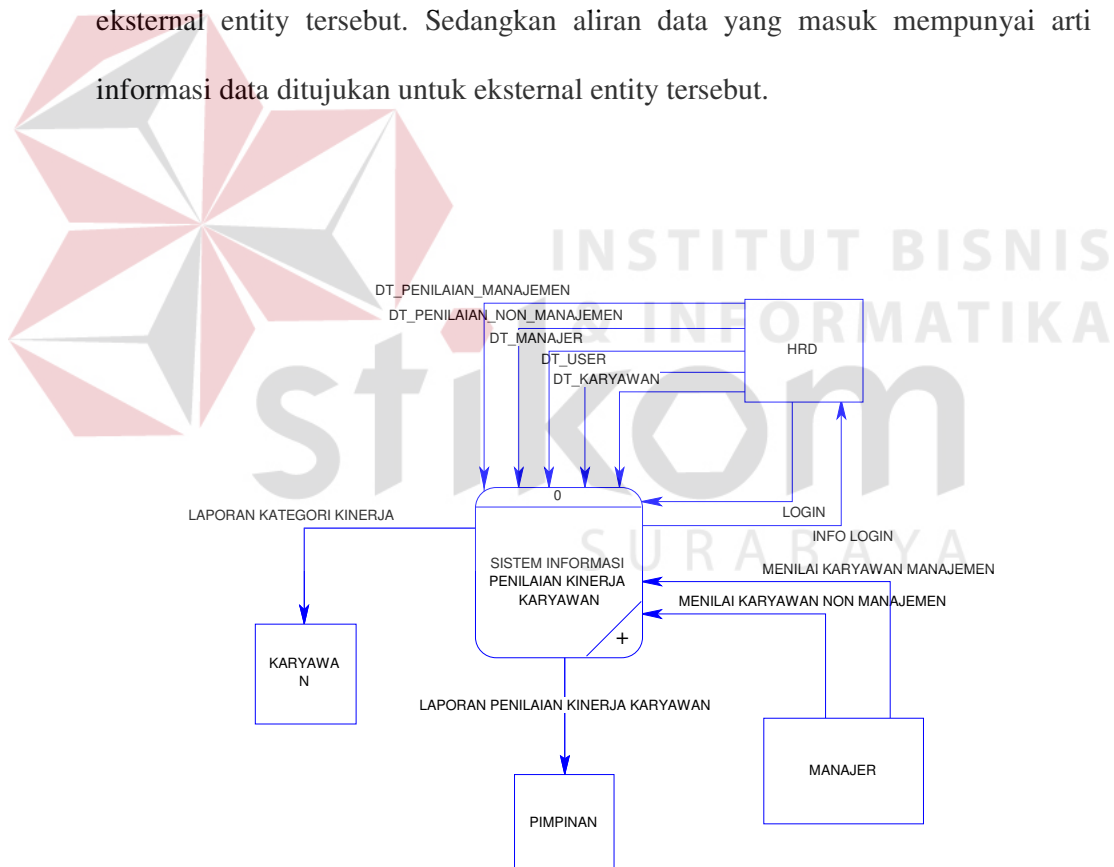 eksternal entity tersebut. Sedangkan aliran data yang masuk mempunyai arti
informasi data ditujukan untuk eksternal entity tersebut.
INSTITUT BISNIS
& INFORMATIKA
stikom
SURABAYA
DT_PENILAIAN_MANAJEMEN
DT_PENILAIAN_NON_MANAJEMEN
DT_MANAJER
DT_USER
DT_KARYAWAN
HRD
0
LOGIN
INFO LOGIN
LAPORAN KATEGORI KINERJA
SISTEM INFORMASI
PENILAIAN KINERJA
KARYAWAN
+
MENILAI KARYAWAN MANAJEMEN
MENILAI KARYAWAN NON MANAJEMEN
KARYAWA
N
LAPORAN PENILAIAN KINERJA KARYAWAN
MANAJER
PIMPINAN